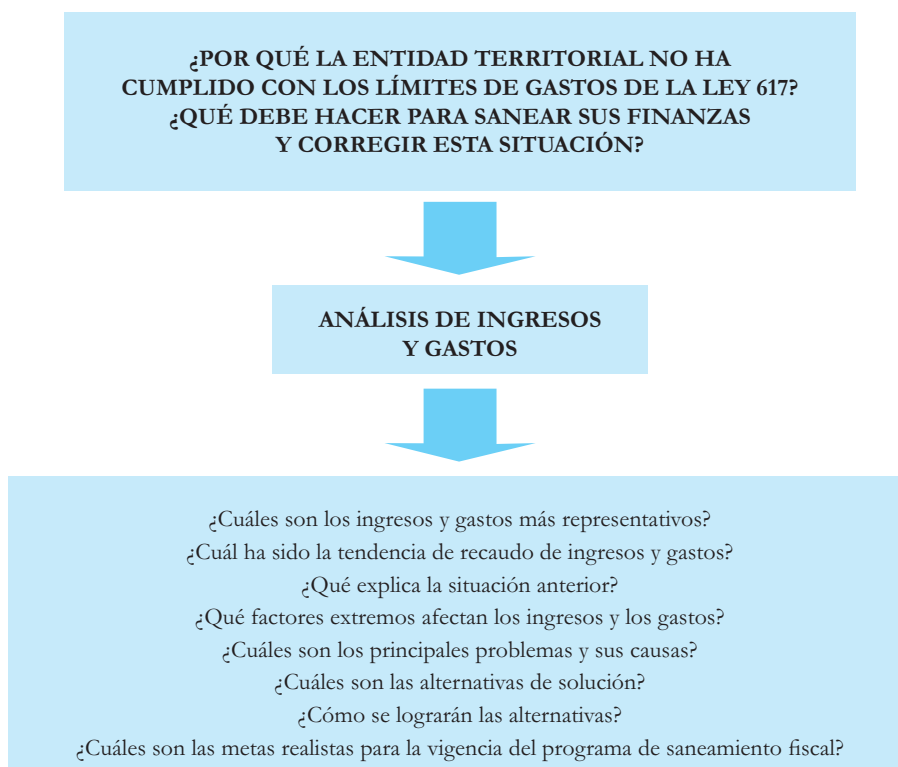 ¿POR QUÉ LA ENTIDAD TERRITORIAL NO HA
CUMPLIDO CON LOS LÍMITES DE GASTOS DE LA LEY 617?
¿QUÉ DEBE HACER PARA SANEAR SUS FINANZAS
Y CORREGIR ESTA SITUACIÓN?
ANÁLISIS DE INGRESOS
Y GASTOS
¿Cuáles son los ingresos y gastos más representativos?
¿Cuál ha sido la tendencia de recaudo de ingresos y gastos?
¿Qué explica la situación anterior?
¿Qué factores extremos afectan los ingresos y los gastos?
¿Cuáles son los principales problemas y sus causas?
¿Cuáles son las alternativas de solución?
¿Cómo se lograrán las alternativas?
¿Cuáles son las metas realistas para la vigencia del programa de saneamiento fiscal?